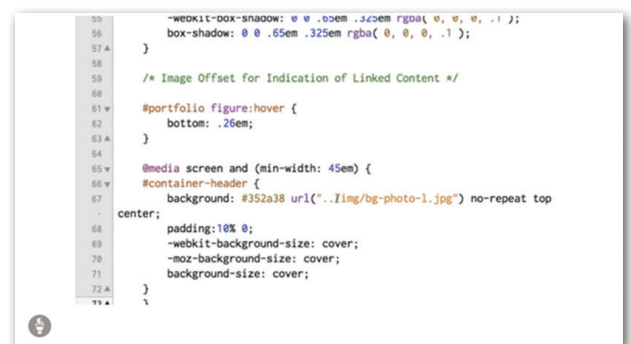 55 -webkit-box-shadow: 0 0 .65em .325em rgba( 0, 0, 0, .1 );
56 box-shadow: 0 0 .65em .325em rgba( 0, 0, 0, .1 );
57 }
58
59 /* Image Offset for Indication of Linked Content */
60
61 #portfolio figure:hover {
62 bottom: .26em;
63 }
64
65 @media screen and (min-width: 45em) {
66 #container-header {
67 background: #352a38 url("../img/bg-photo-l.jpg") no-repeat top
center;
68 padding:10% 0;
69 -webkit-background-size: cover;
70 -moz-background-size: cover;
71 background-size: cover;
72 }
73 }